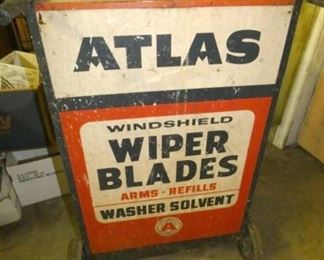 ATLAS
WINDSHIELD
WIPER
BLADES
ARMS - REFILLS
WASHER SOLVENT
A